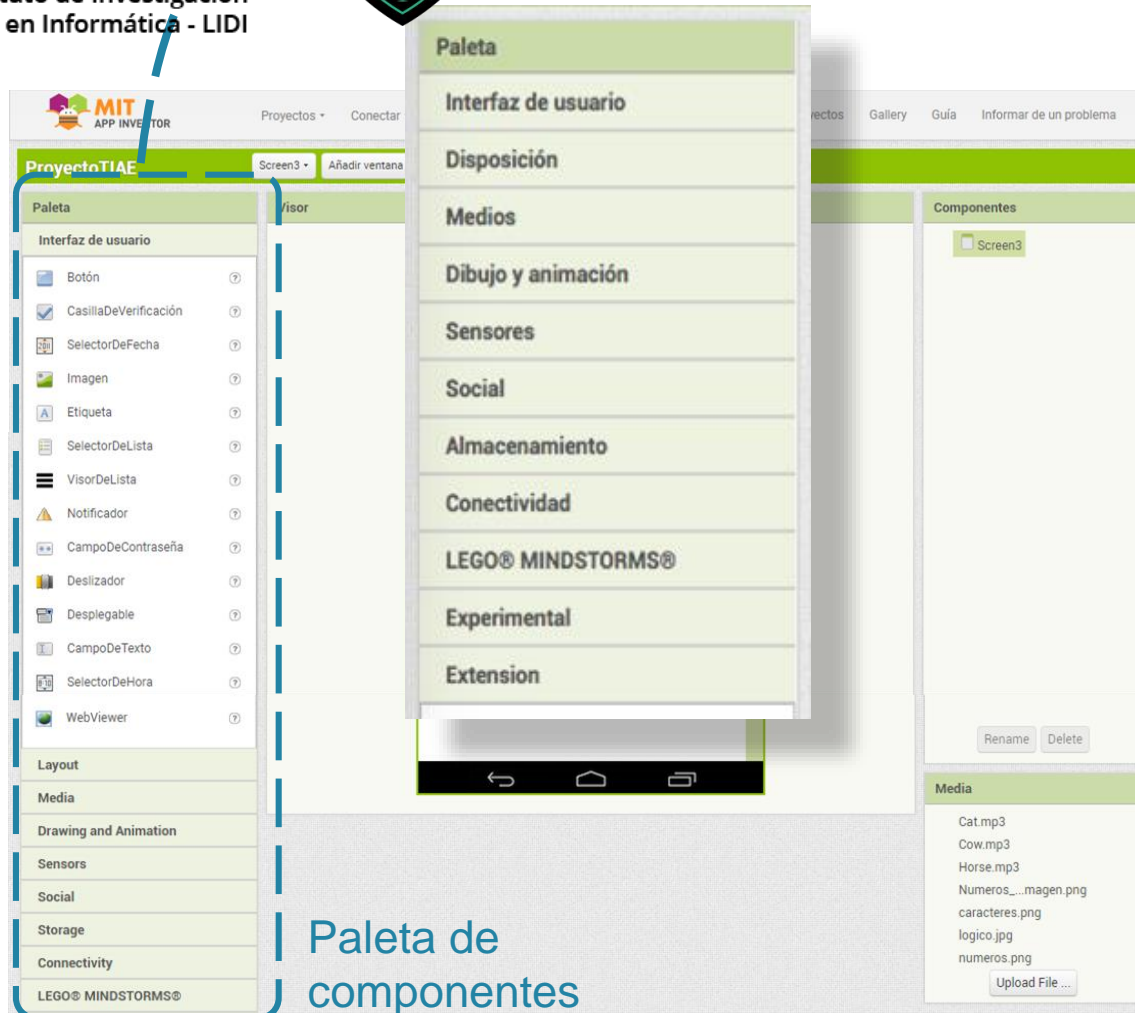 en Informática - LIDI
MIT
APP INVENTOR
Proyectos
Conectar
Gallery
Guía
Informar de un problema
ProyectoTIAE
Screen3
Añadir ventana
Paleta
Interfaz de usuario
Botón
CasillaDeVerificación
SelectorDeFecha
Imagen
Etiqueta
SelectorDeLista
VisorDeLista
Notificador
CampoDeContraseña
Deslizador
Desplegable
CampoDeTexto
SelectorDeHora
WebViewer
Layout
Media
Drawing and Animation
Sensors
Social
Storage
Connectivity
LEGO® MINDSTORMS®
Visor
Paleta
Interfaz de usuario
Disposición
Medios
Dibujo y animación
Sensores
Social
Almacenamiento
Conectividad
LEGO® MINDSTORMS®
Experimental
Extension
Componentes
Screen3
Rename Delete
Media
Cat.mp3
Cow.mp3
Horse.mp3
Numeros_...magen.png
caracteres.png
logico.jpg
numeros.png
Upload File ...
Paleta de
componentes